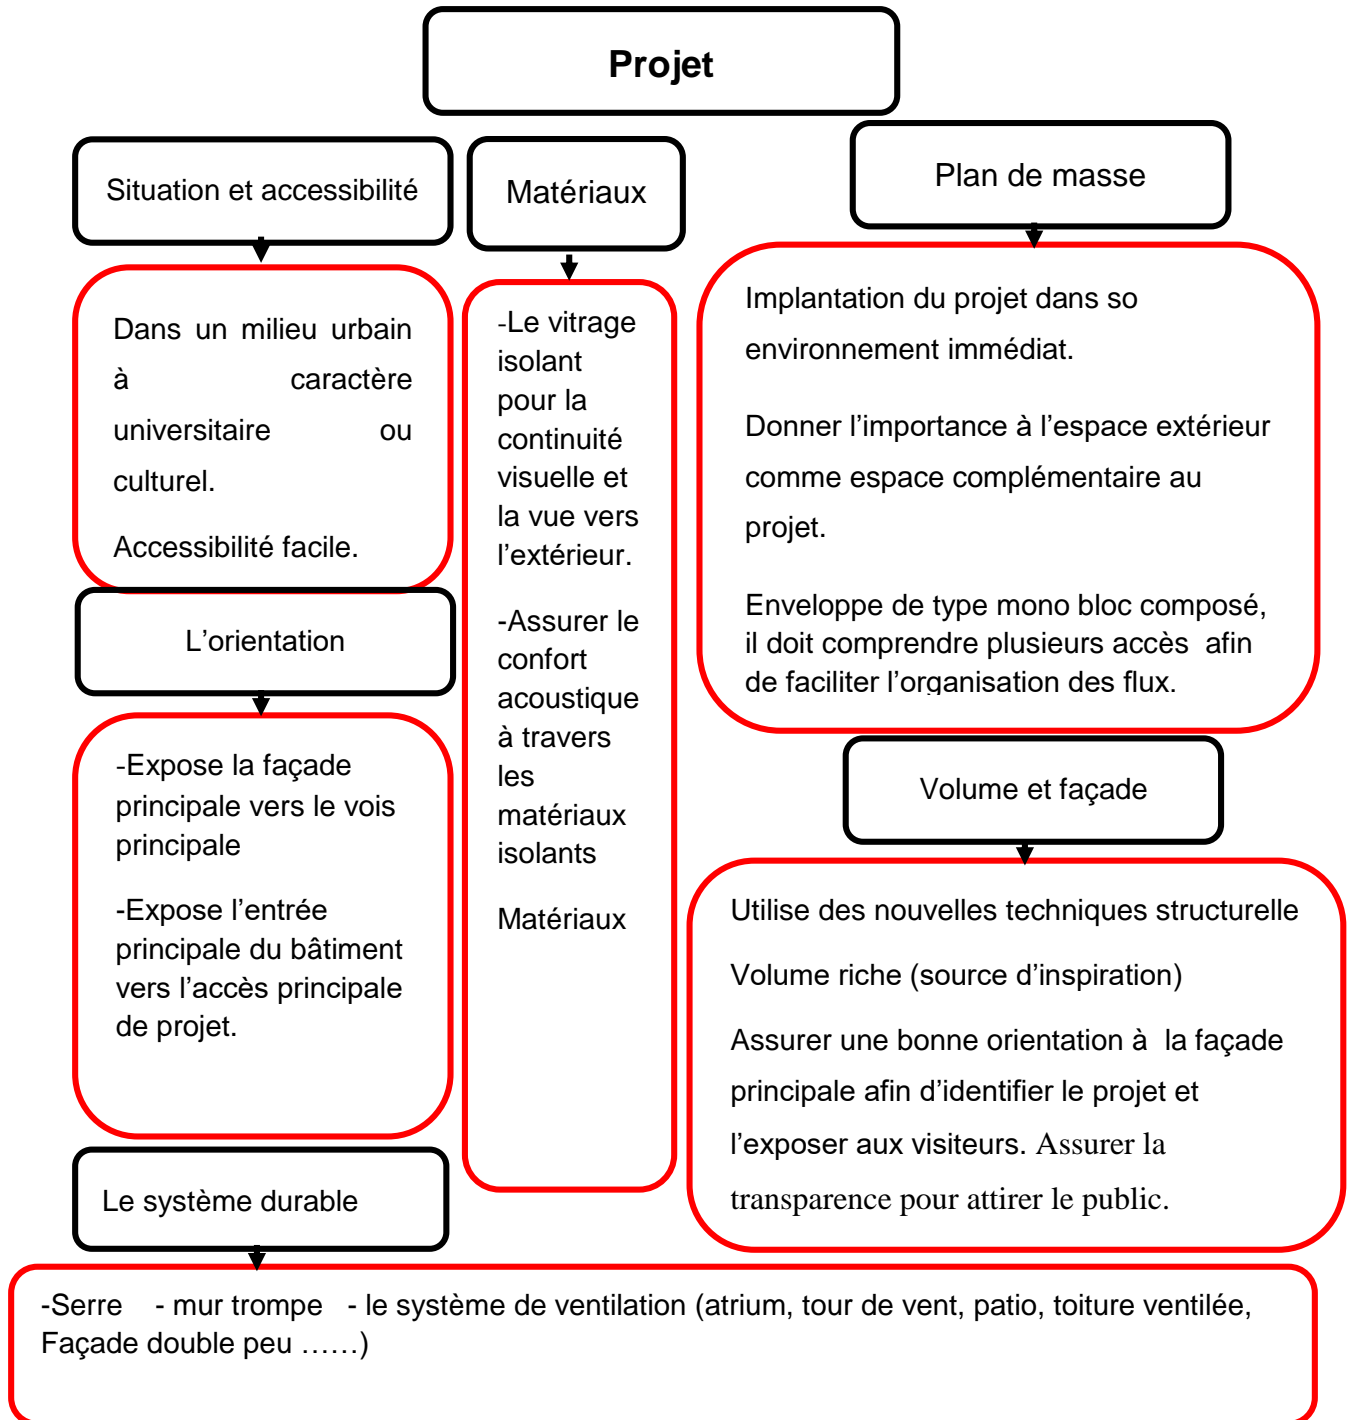 Projet
Situation et accessibilité
Dans un milieu urbain
à caractère
universitaire ou
culturel.
Accessibilité facile.
L’orientation
-Expose la façade
principale vers le vois
principale
-Expose l’entrée
principale du bâtiment
vers l’accès principale
de projet.
Matériaux
-Le vitrage
isolant
pour la
continuité
visuelle et
la vue vers
l’extérieur.
-Assurer le
confort
acoustique
à travers
les
matériaux
isolants
Matériaux
Plan de masse
Implantation du projet dans so
environnement immédiat.
Donner l’importance à l’espace extérieur
comme espace complémentaire au
projet.
Enveloppe de type mono bloc composé,
il doit comprendre plusieurs accès afin
de faciliter l’organisation des flux.
Volume et façade
Utilise des nouvelles techniques structurelle
Volume riche (source d’inspiration)
Assurer une bonne orientation à la façade
principale afin d’identifier le projet et
l’exposer aux visiteurs. Assurer la
transparence pour attirer le public.
Le système durable
-Serre - mur trompe - le système de ventilation (atrium, tour de vent, patio, toiture ventilée,
Façade double peu ……)